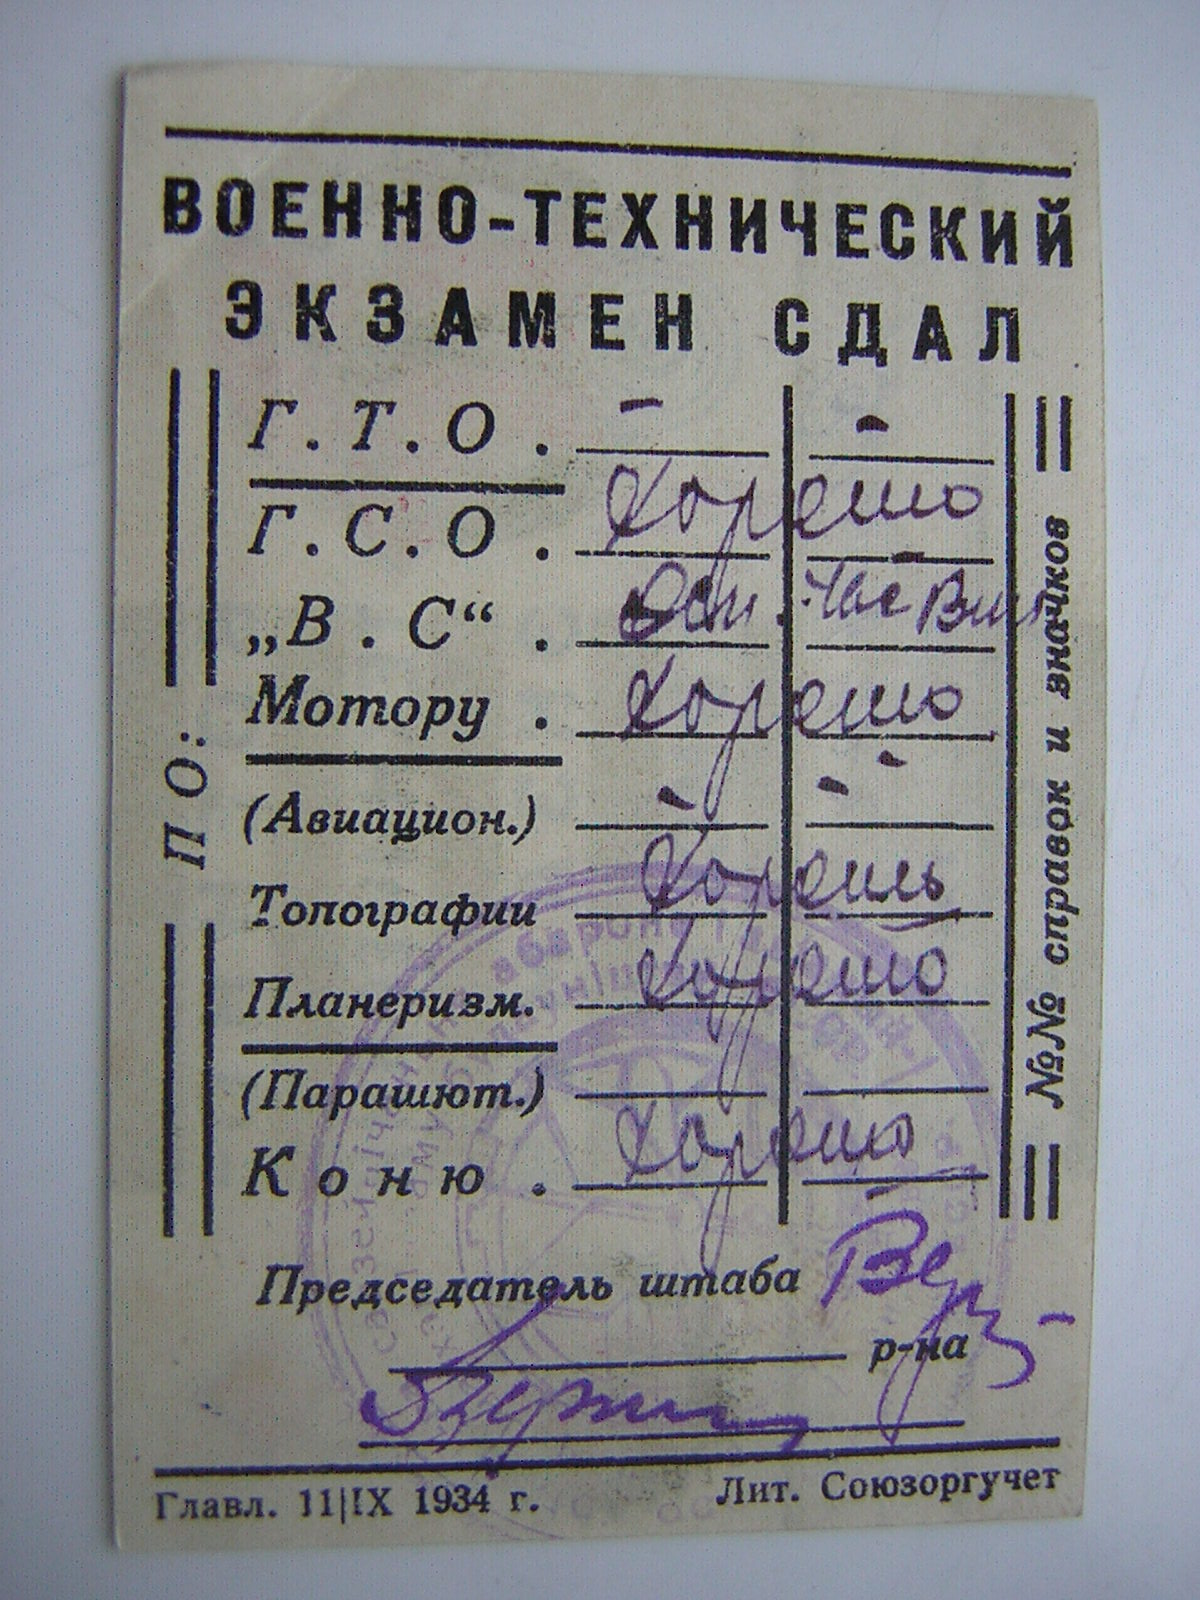 ВОЕННО-ТЕХНИЧЕСКИЙ
ЭКЗАМЕН СДАЛ
ПО:
Г.Т.О. – –
Г.С.О. Хорошо
„В.С“.
Мотору. Хорошо
(Авиацион.) – –
Топографии Хорошо
Планеризм. Хорошо
(Парашют.)
Коню. Хорошо
№№ справок и значков
Председатель штаба
р-на
Главл. 11|IX 1934 г. Лит. Союзоргучет